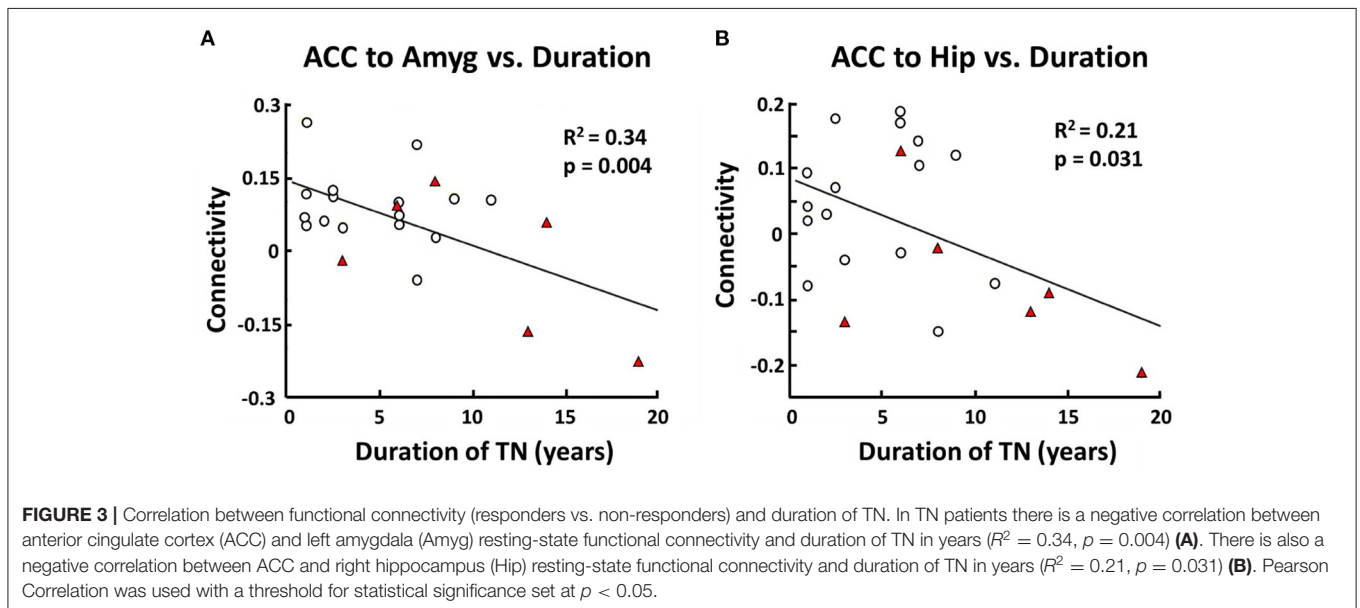 A
ACC to Amyg vs. Duration
R² = 0.34
p = 0.004
Connectivity
0.3
0.15
0
-0.15
-0.3
0 5 10 15 20
Duration of TN (years)
B
ACC to Hip vs. Duration
R² = 0.21
p = 0.031
Connectivity
0.2
0.1
0
-0.1
-0.2
0 5 10 15 20
Duration of TN (years)
FIGURE 3 | Correlation between functional connectivity (responders vs. non-responders) and duration of TN. In TN patients there is a negative correlation between
anterior cingulate cortex (ACC) and left amygdala (Amyg) resting-state functional connectivity and duration of TN in years (R² = 0.34, p = 0.004) (A). There is also a
negative correlation between ACC and right hippocampus (Hip) resting-state functional connectivity and duration of TN in years (R² = 0.21, p = 0.031) (B). Pearson
Correlation was used with a threshold for statistical significance set at p < 0.05.